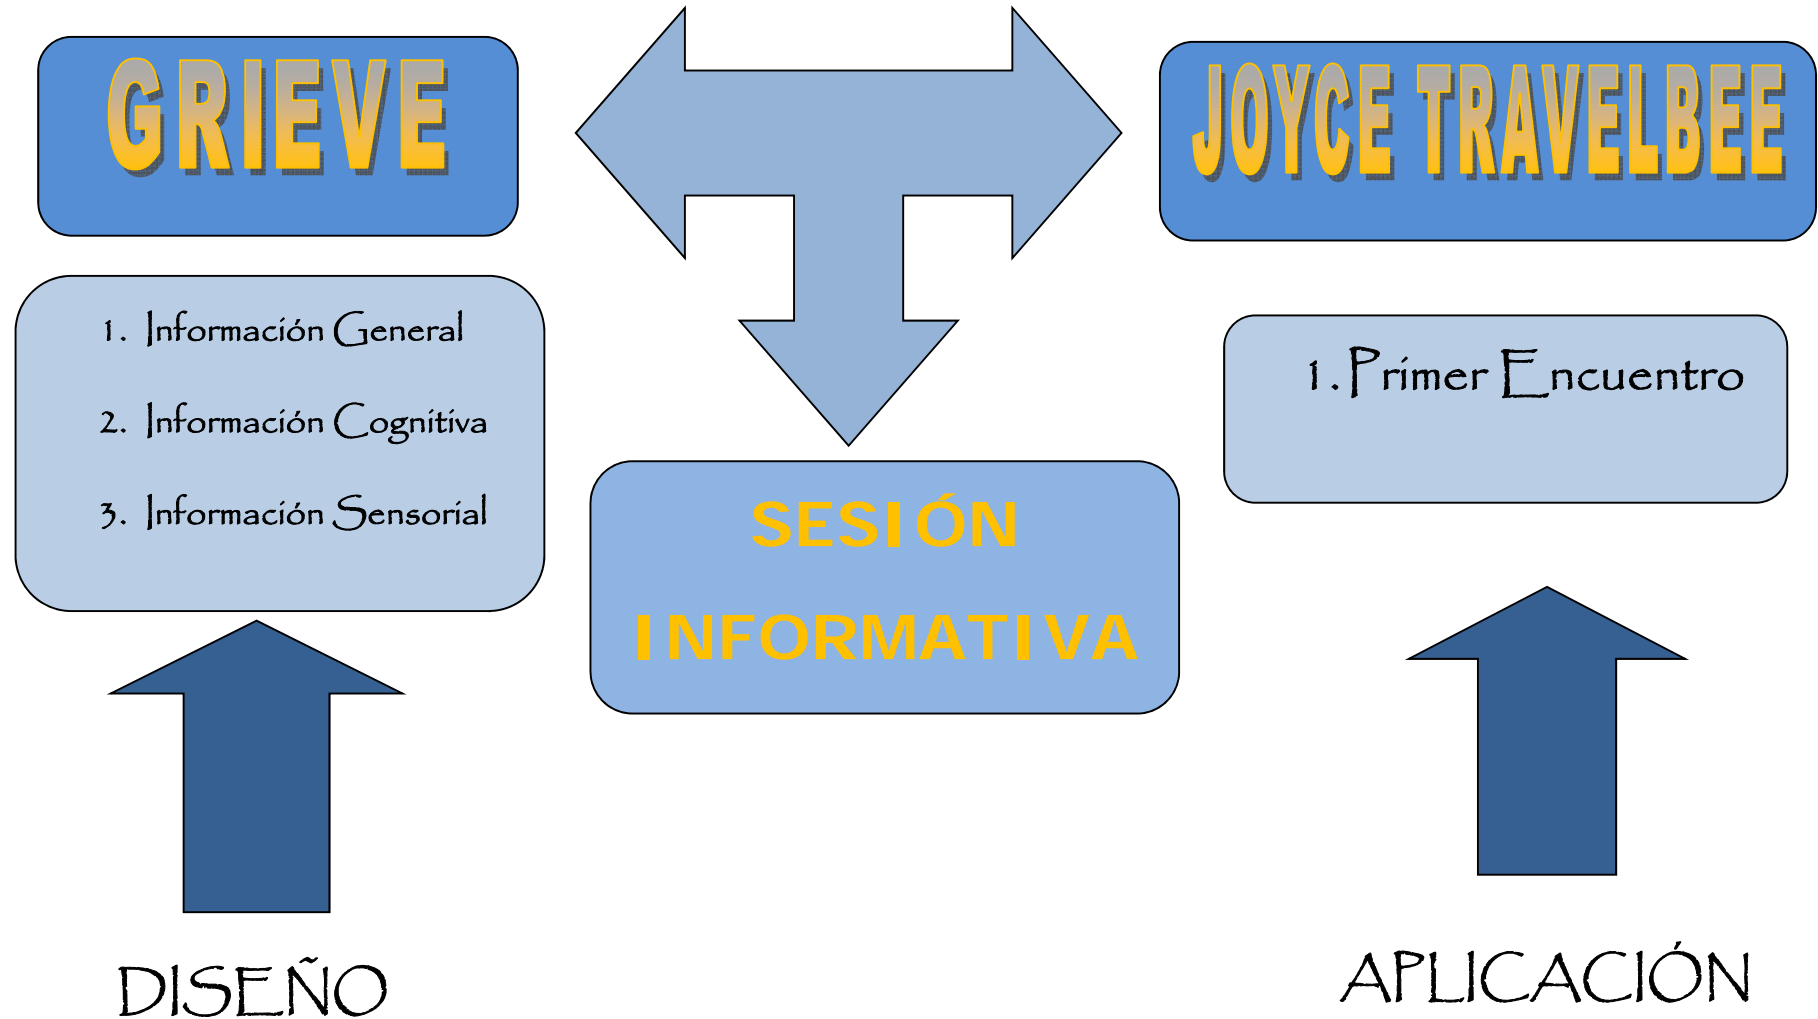 GRIEVE
JOYCE TRAVELBEE
1. Información General
2. Información Cognitiva
3. Información Sensorial
1. Primer Encuentro
SESIÓN
INFORMATIVA
DISEÑO
APLICACIÓN